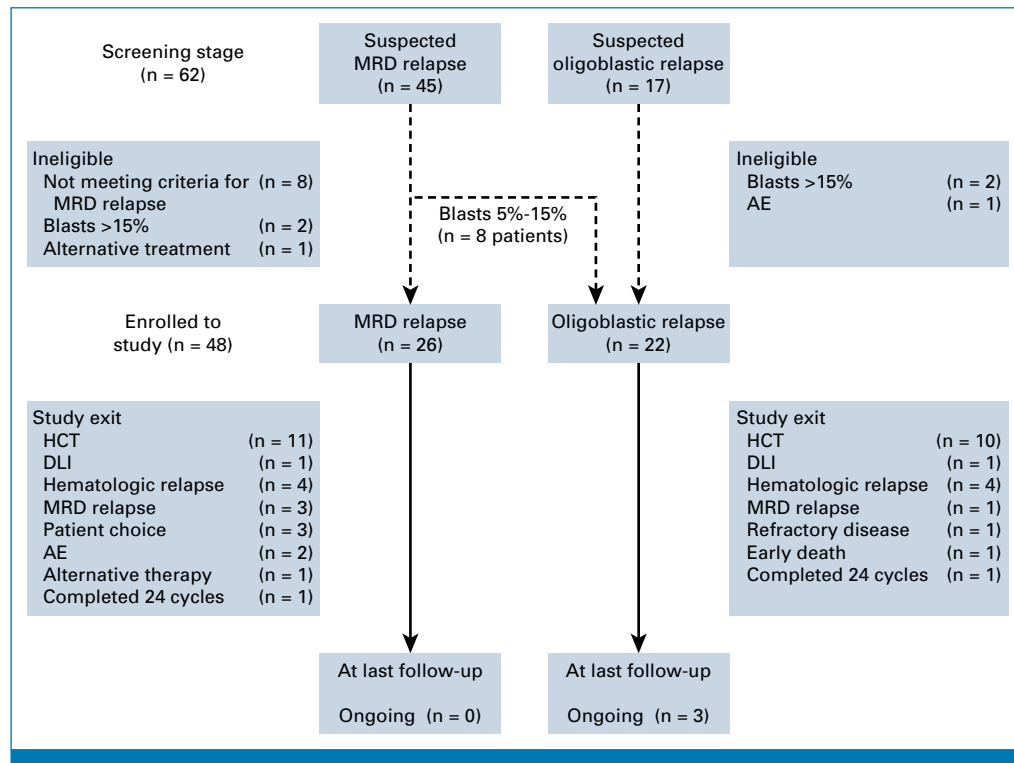 Screening stage
(n = 62)
Suspected
MRD relapse
(n = 45)
Suspected
oligoblastic relapse
(n = 17)
Ineligible
Not meeting criteria for (n = 8)
MRD relapse
Blasts >15% (n = 2)
Alternative treatment (n = 1)
Blasts 5%-15%
(n = 8 patients)
Ineligible
Blasts >15% (n = 2)
AE (n = 1)
Enrolled to
study (n = 48)
MRD relapse
(n = 26)
Oligoblastic relapse
(n = 22)
Study exit
HCT (n = 11)
DLI (n = 1)
Hematologic relapse (n = 4)
MRD relapse (n = 3)
Patient choice (n = 3)
AE (n = 2)
Alternative therapy (n = 1)
Completed 24 cycles (n = 1)
Study exit
HCT (n = 10)
DLI (n = 1)
Hematologic relapse (n = 4)
MRD relapse (n = 1)
Refractory disease (n = 1)
Early death (n = 1)
Completed 24 cycles (n = 1)
At last follow-up
Ongoing (n = 0)
At last follow-up
Ongoing (n = 3)